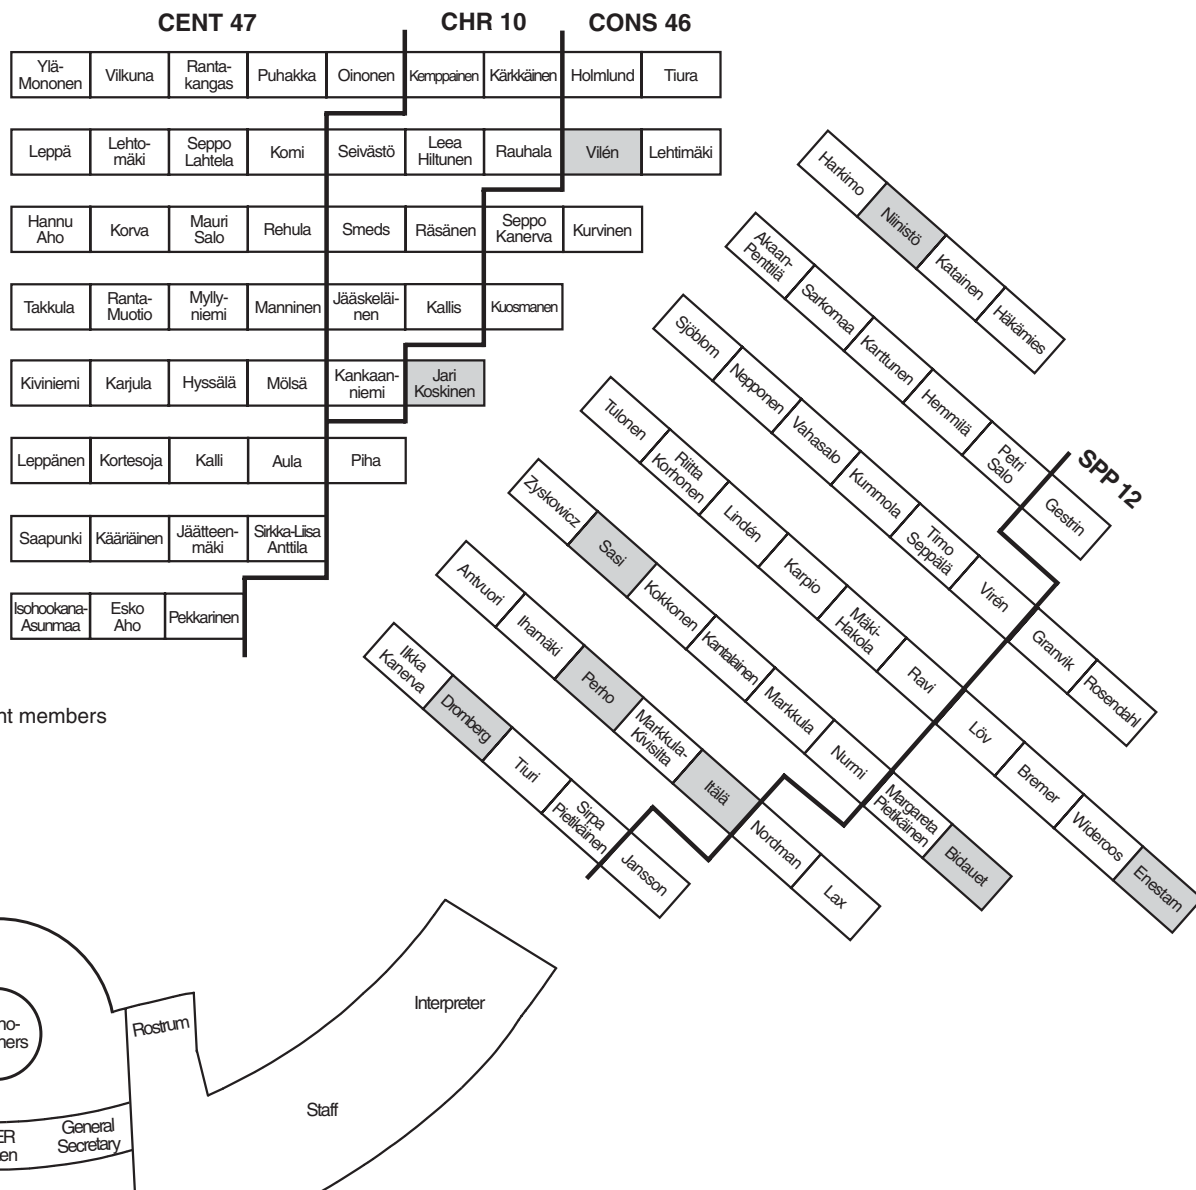 CENT 47
CHR 10
CONS 46
Ylä-
Mononen
Vilkuna
Ranta-
kangas
Puhakka
Oinonen
Kemppainen
Kärkkäinen
Holmlund
Tiura
Leppä
Lehto-
mäki
Seppo
Lahtela
Komi
Seivästö
Leea
Hiltunen
Rauhala
Vilén
Lehtimäki
Hannu
Aho
Korva
Mauri
Salo
Rehula
Smeds
Räsänen
Seppo
Kanerva
Kurvinen
Takkula
Ranta-
Muotio
Mylly-
niemi
Manninen
Jääskeläi-
nen
Kallis
Kuosmanen
Kiviniemi
Karjula
Hyssälä
Mölsä
Kankaan-
niemi
Jari
Koskinen
Leppänen
Kortesoja
Kalli
Aula
Piha
Saapunki
Kääriäinen
Jäätteen-
mäki
Sirkka-Liisa
Anttila
Isohookana-
Asunmaa
Esko
Aho
Pekkarinen
Harkimo
Niinistö
Katainen
Häkämies
Akaan-
Penttilä
Sarkomaa
Karttunen
Hemmilä
Petri
Salo
SPP 12
Gestrin
Sjöblom
Nepponen
Vahasalo
Kummola
Timo
Seppälä
Virén
Granvik
Rosendahl
Tulonen
Riitta
Korhonen
Lindén
Karpio
Mäki-
Hakola
Ravi
Löv
Bremer
Wideroos
Enestam
Zyskowicz
Sasi
Kokkonen
Kantalainen
Markkula
Nurmi
Margareta
Pietikäinen
Bidauet
Antvuori
Ihamäki
Perho
Markkula-
Kivisilta
Itälä
Nordman
Lax
Ilkka
Kanerva
Dromberg
Tiuri
Sirpa
Pietikäinen
Jansson
nt members
no-
hers
Rostrum
Interpreter
Staff
ER
en
General
Secretary